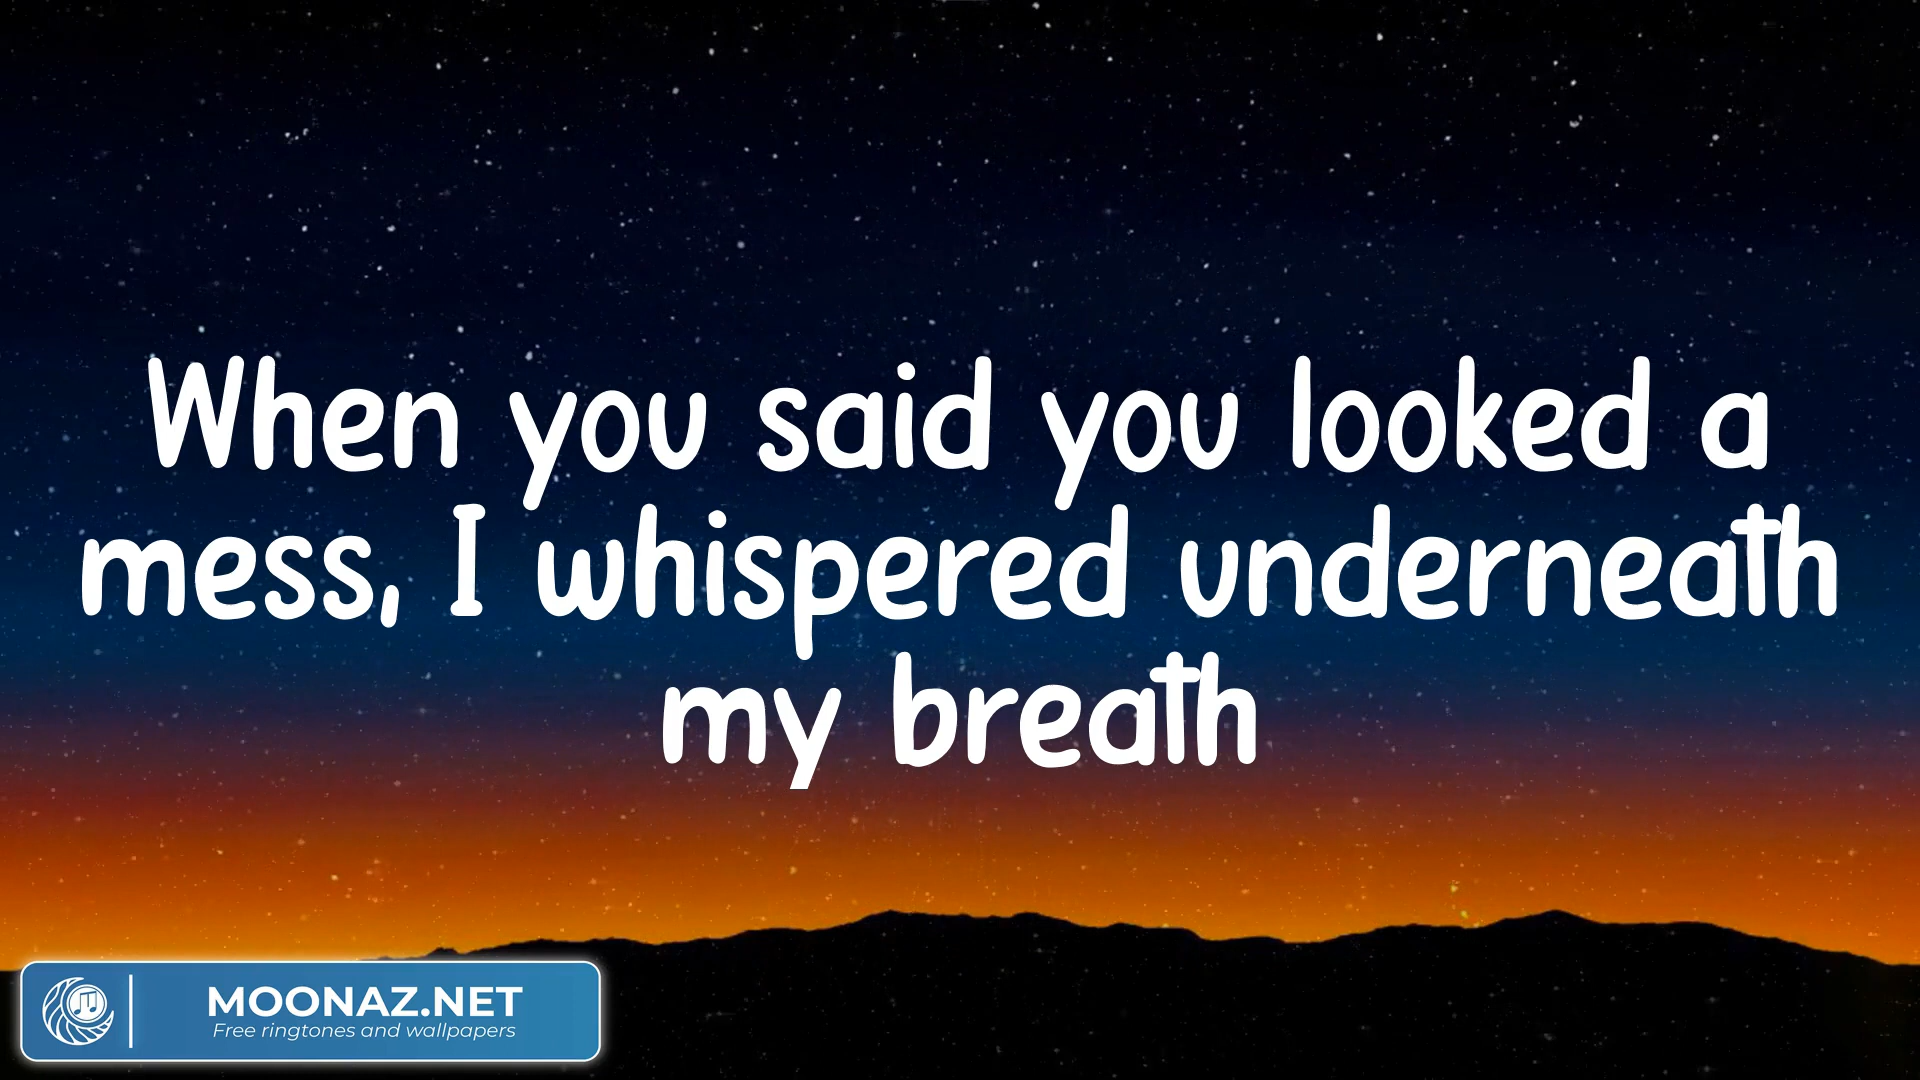 When you said you looked a
mess, I whispered underneath
my breath
MOONAZ.NET
Free ringtones and wallpapers